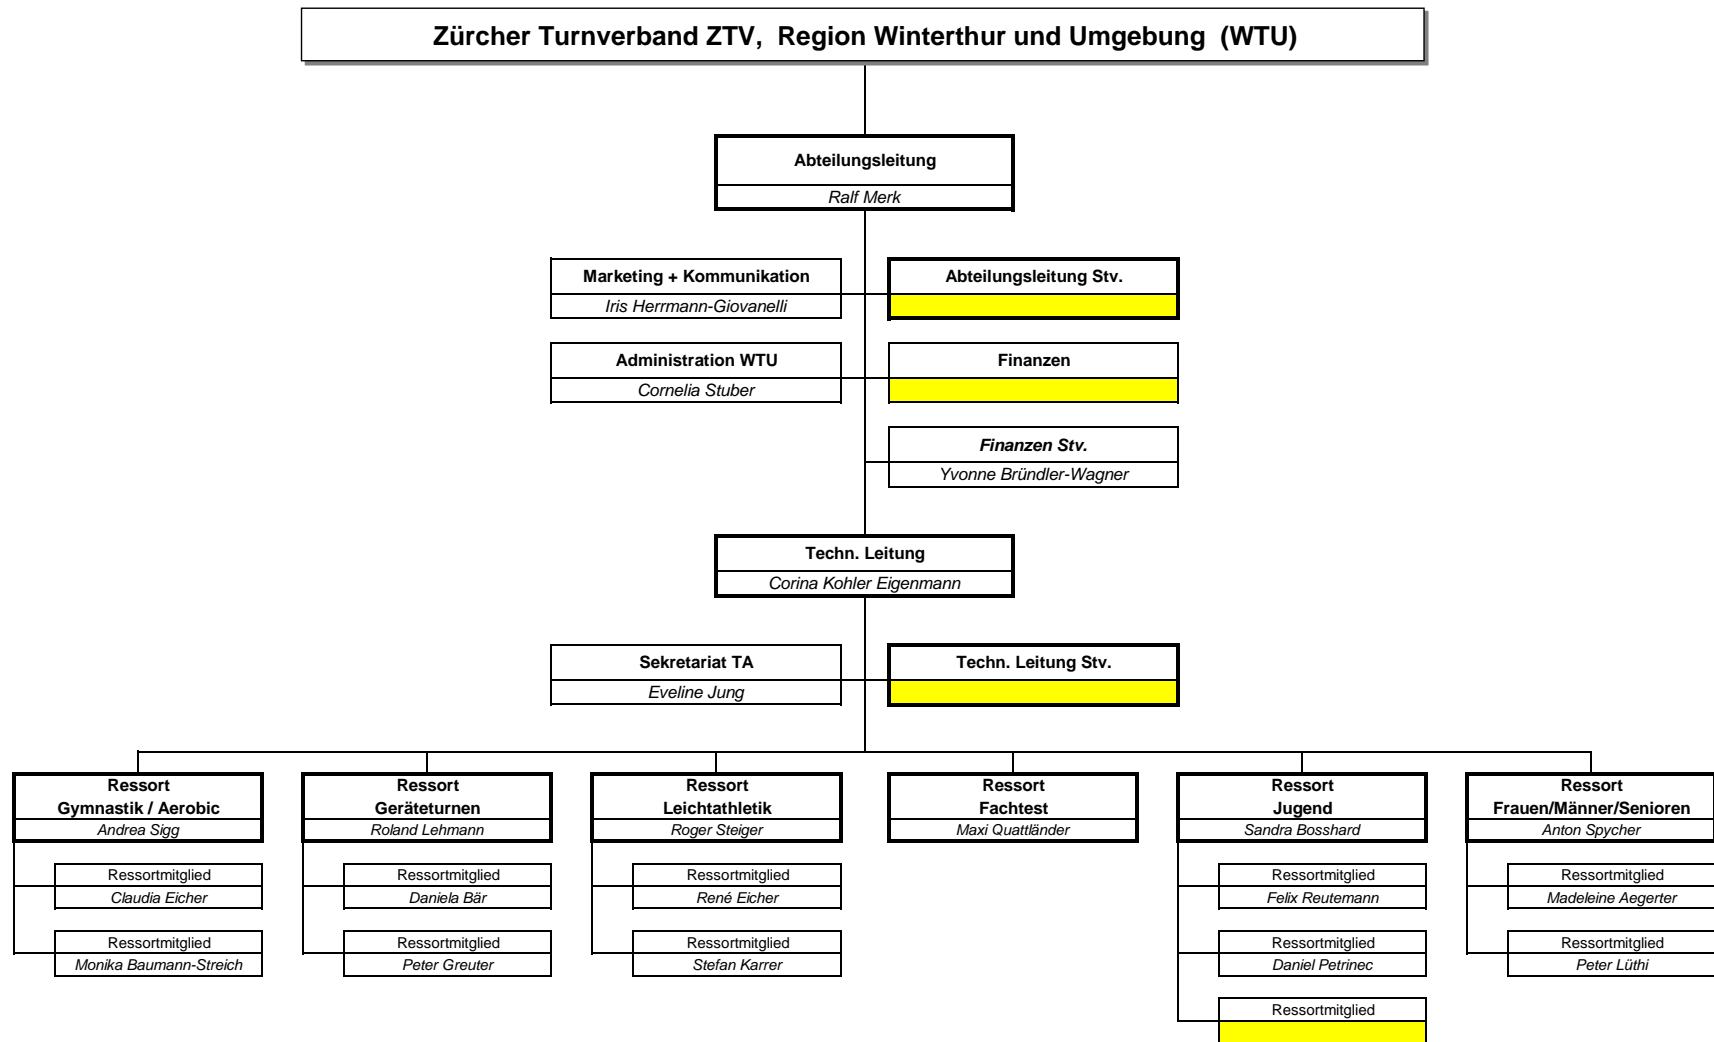 Zürcher Turnverband ZTV,  Region Winterthur und Umgebung  (WTU)
Abteilungsleitung
Ralf Merk
Marketing + Kommunikation
Iris Herrmann-Giovanelli
Abteilungsleitung Stv.
Administration WTU
Cornelia Stuber
Finanzen
Finanzen Stv.
Yvonne Bründler-Wagner
Techn. Leitung
Corina Kohler Eigenmann
Sekretariat TA
Eveline Jung
Techn. Leitung Stv.
Ressort
Gymnastik / Aerobic
Andrea Sigg
Ressortmitglied
Claudia Eicher
Ressortmitglied
Monika Baumann-Streich
Ressort
Geräteturnen
Roland Lehmann
Ressortmitglied
Daniela Bär
Ressortmitglied
Peter Greuter
Ressort
Leichtathletik
Roger Steiger
Ressortmitglied
René Eicher
Ressortmitglied
Stefan Karrer
Ressort
Fachtest
Maxi Quattländer
Ressort
Jugend
Sandra Bosshard
Ressortmitglied
Felix Reutemann
Ressortmitglied
Daniel Petrinec
Ressortmitglied
Ressort
Frauen/Männer/Senioren
Anton Spycher
Ressortmitglied
Madeleine Aegerter
Ressortmitglied
Peter Lüthi